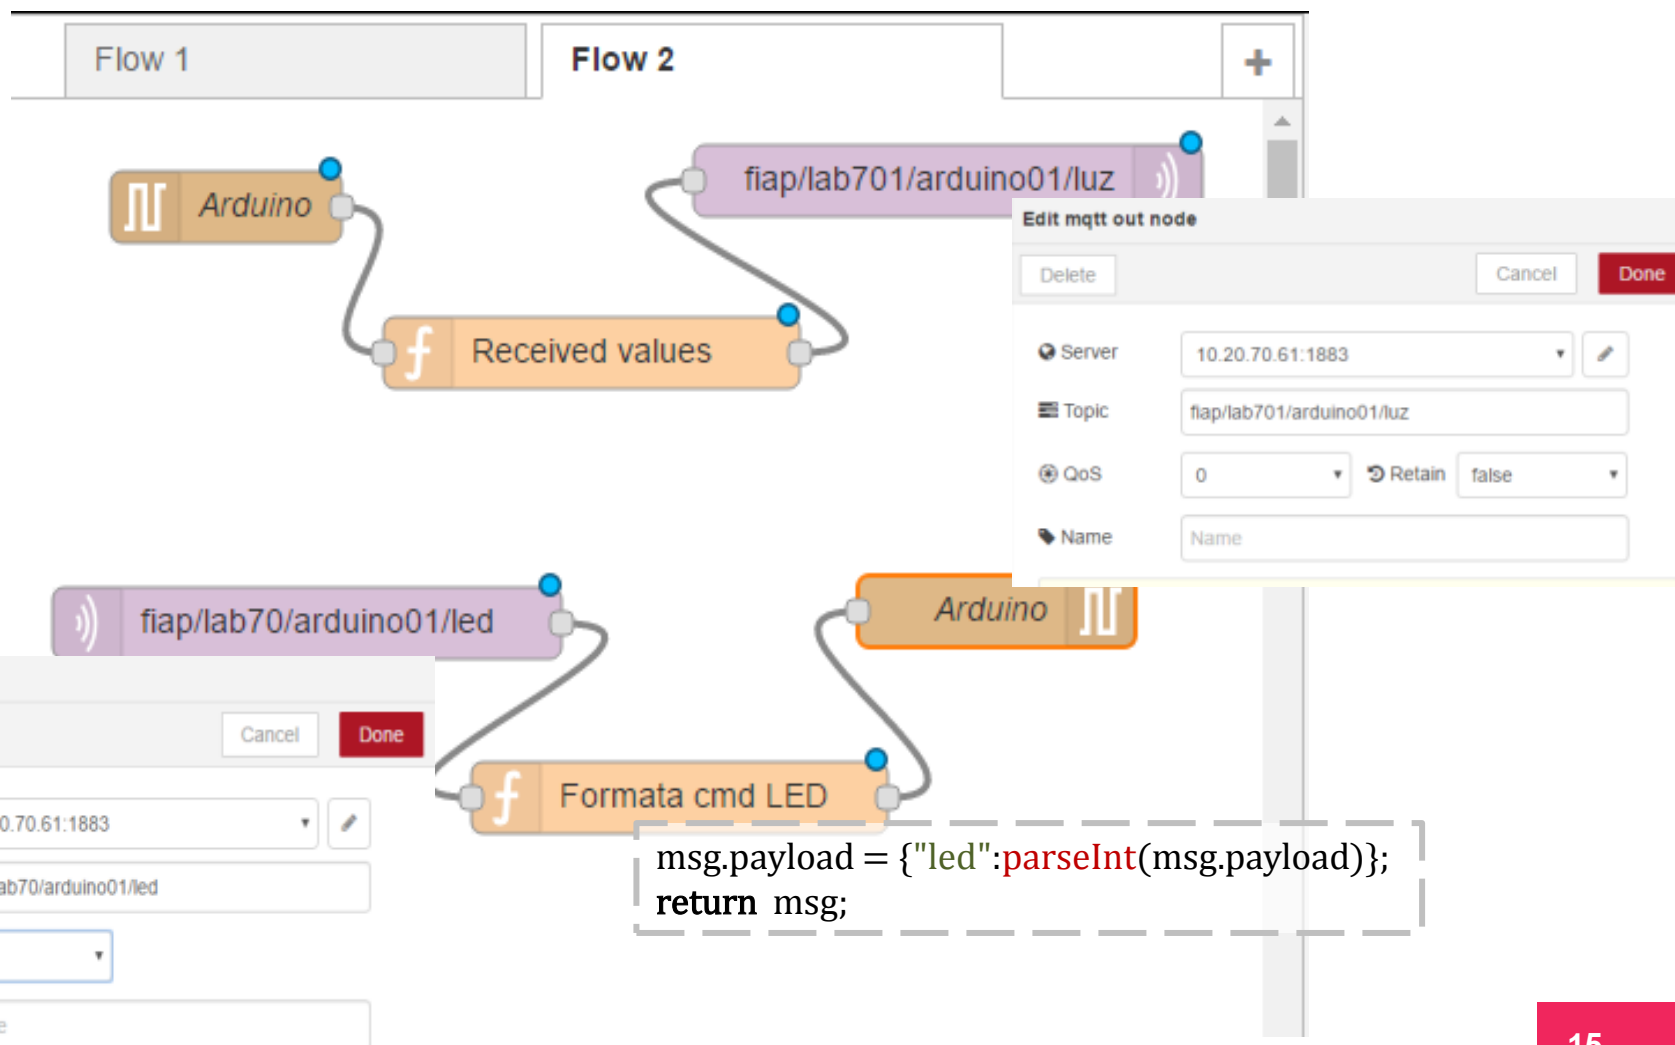 Flow 1
Flow 2
+
Arduino
fiap/lab701/arduino01/luz
Received values
Edit mqtt out node
Delete
Cancel
Done
Server
10.20.70.61:1883
Topic
fiap/lab701/arduino01/luz
QoS
0
Retain
false
Name
Name
fiap/lab70/arduino01/led
Arduino
Cancel
Done
0.70.61:1883
ab70/arduino01/led
e
Formata cmd LED
msg.payload = {"led":parseInt(msg.payload)};
return msg;
15